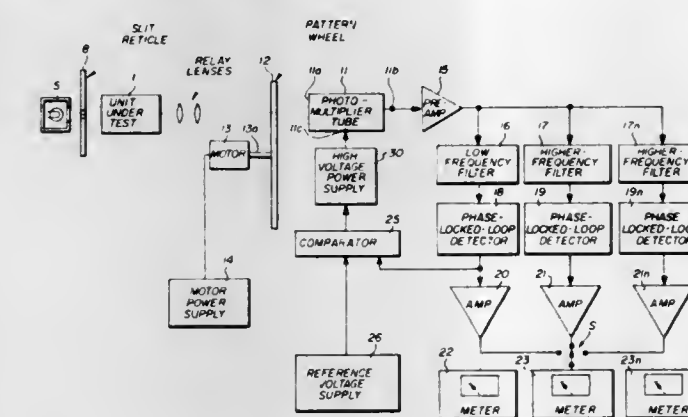 SLIT
RETICLE
PATTERN
WHEEL
S
8
1
RELAY
LENSES
12
11a
11
11b
15
UNIT
UNDER
TEST
PHOTO-
MULTIPLIER
TUBE
PRE
AMP
11c
13
13a
MOTOR
30
HIGH
VOLTAGE
POWER
SUPPLY
16
17
17n
LOW
FREQUENCY
FILTER
HIGHER-
FREQUENCY
FILTER
HIGHER-
FREQUENCY
FILTER
18
19
19n
PHASE-
LOCKED-LOOP
DETECTOR
PHASE-
LOCKED-LOOP
DETECTOR
PHASE
LOCKED-LOO
DETECTO
25
COMPARATOR
14
MOTOR
POWER
SUPPLY
20
21
21n
AMP
AMP
AMP
S
26
REFERENCE
VOLTAGE
SUPPLY
22
23
23n
METER
METER
METER